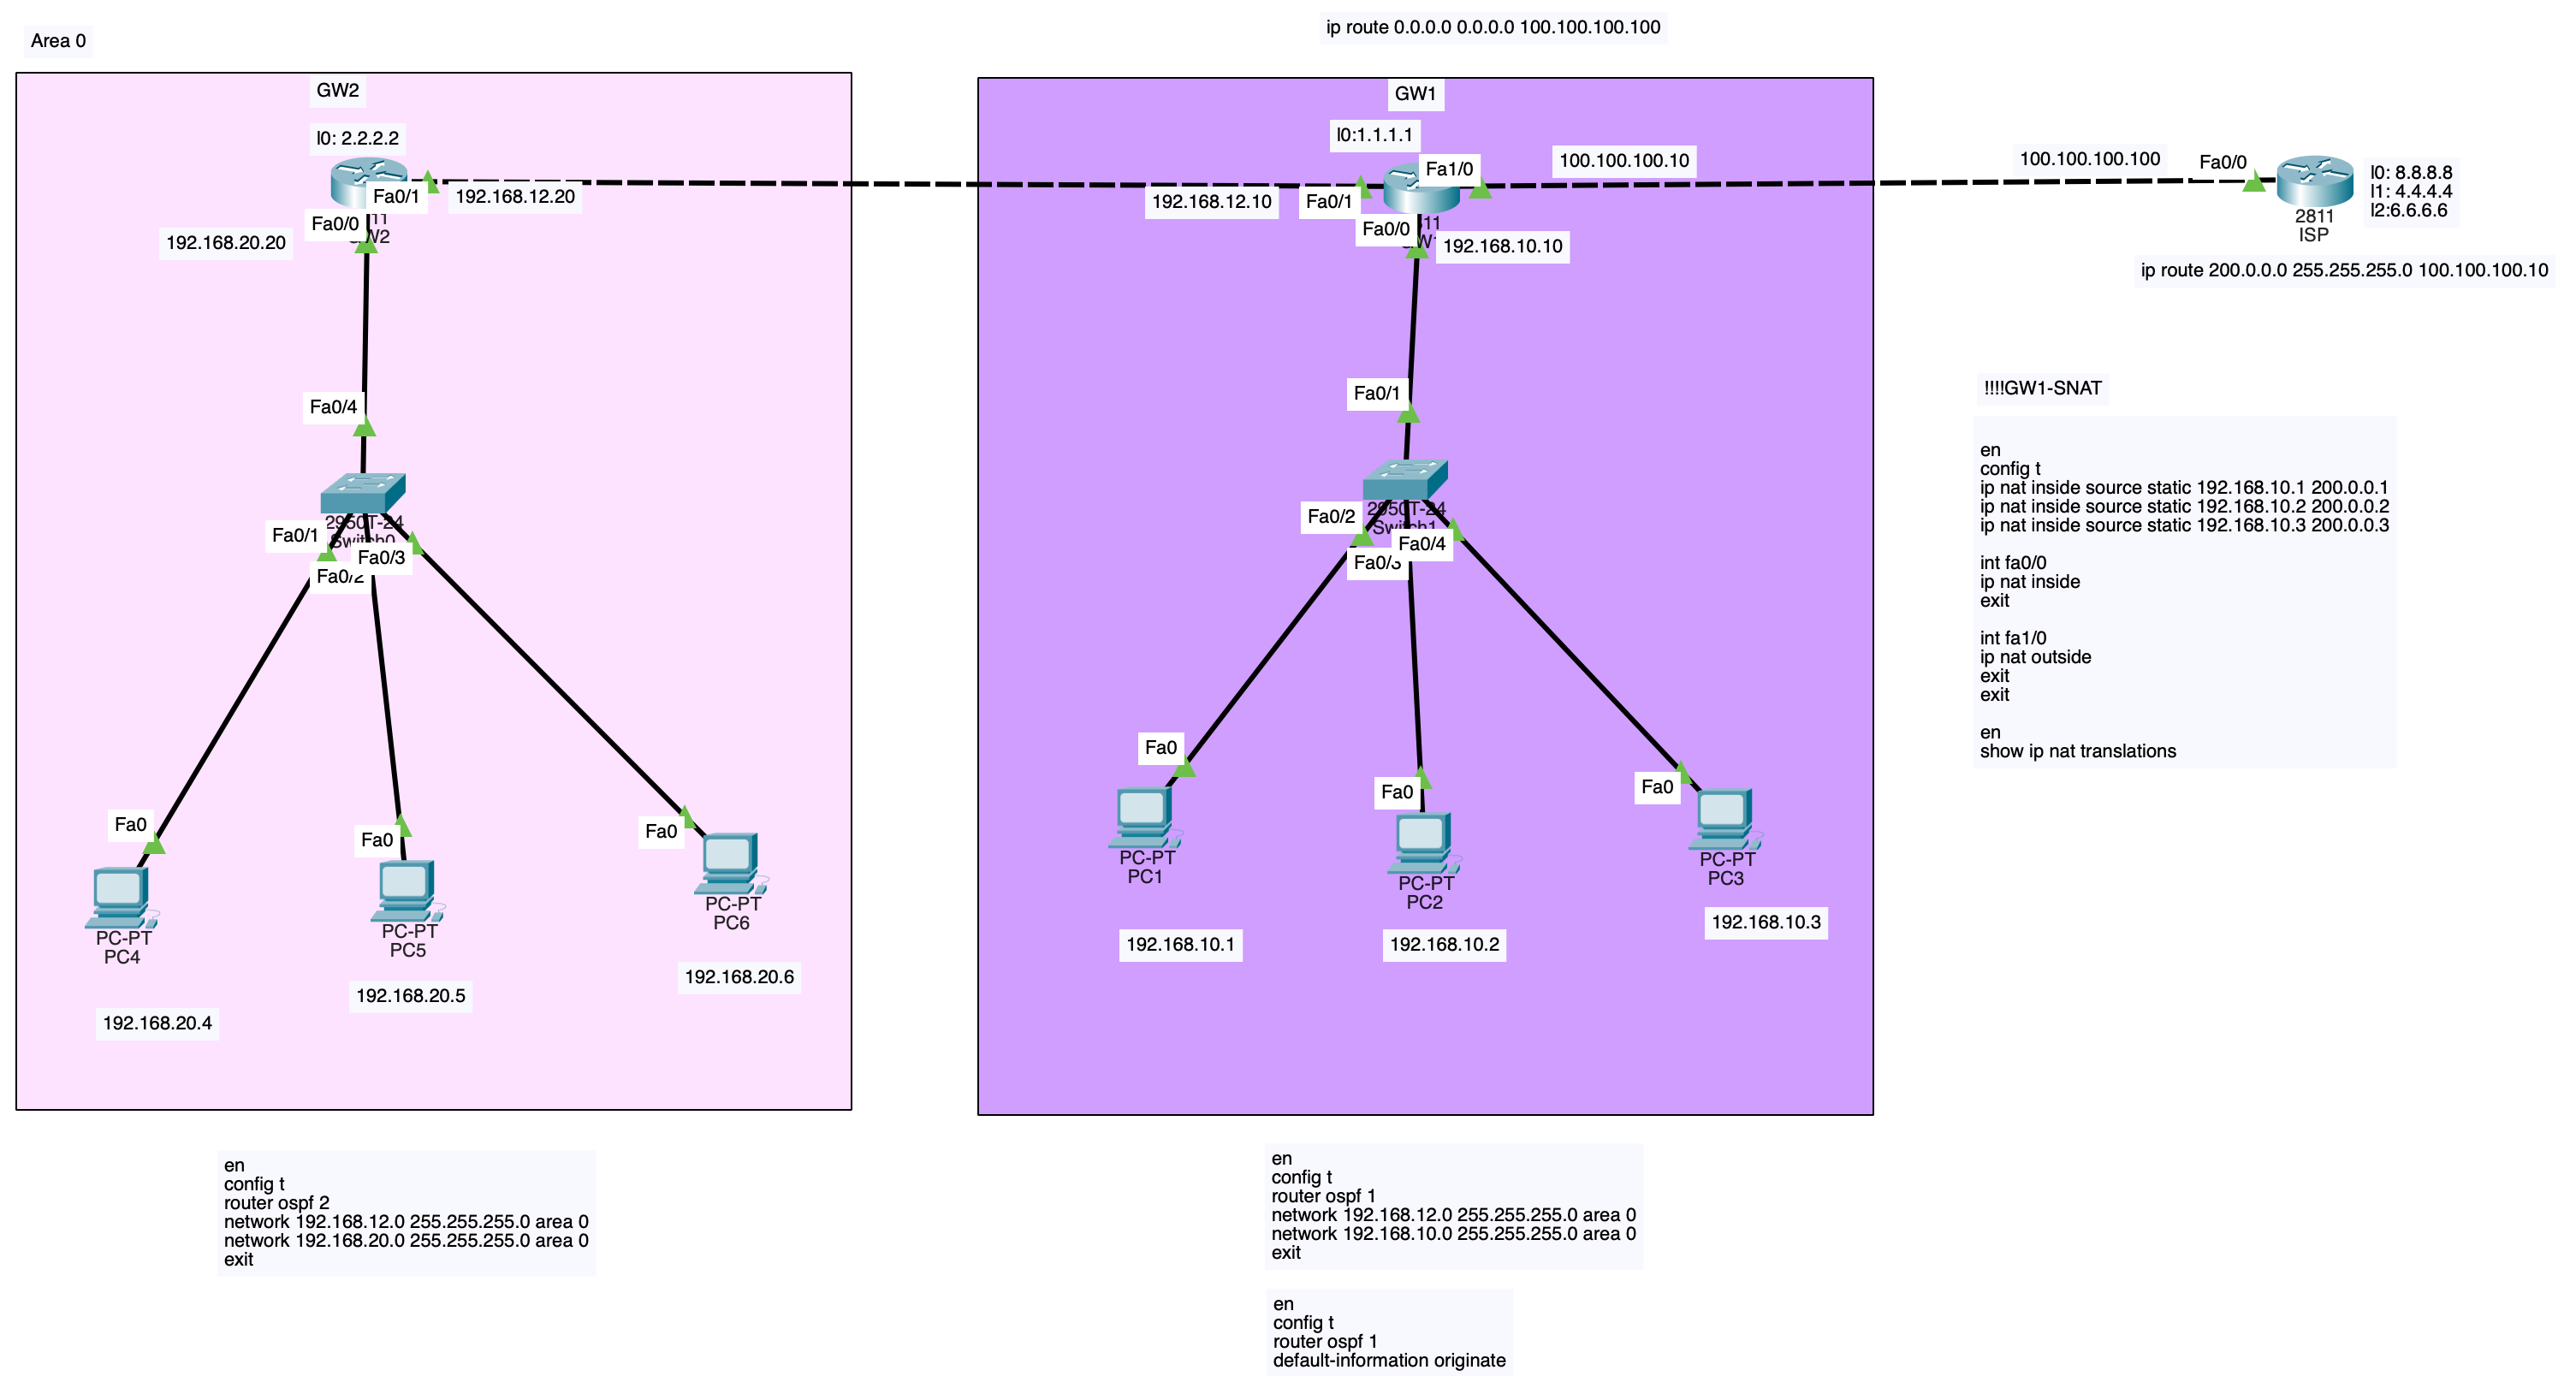 Area 0
ip route 0.0.0.0 0.0.0.0 100.100.100.100
GW2
l0: 2.2.2.2
Fa0/1
192.168.12.20
Fa0/0
192.168.20.20
Fa0/4
2950T-24
Switch0
Fa0/1
Fa0/3
Fa0/2
Fa0
Fa0
Fa0
PC-PT
PC4
PC-PT
PC5
PC-PT
PC6
192.168.20.4
192.168.20.5
192.168.20.6
GW1
l0:1.1.1.1
Fa1/0
100.100.100.10
192.168.12.10
Fa0/1
Fa0/0
192.168.10.10
Fa0/1
2950T-24
Switch1
Fa0/2
Fa0/4
Fa0/3
Fa0
Fa0
Fa0
PC-PT
PC1
PC-PT
PC2
PC-PT
PC3
192.168.10.1
192.168.10.2
192.168.10.3
100.100.100.100
Fa0/0
l0: 8.8.8.8
l1: 4.4.4.4
l2:6.6.6.6
2811
ISP
ip route 200.0.0.0 255.255.255.0 100.100.100.10
!!!!GW1-SNAT
en
config t
ip nat inside source static 192.168.10.1 200.0.0.1
ip nat inside source static 192.168.10.2 200.0.0.2
ip nat inside source static 192.168.10.3 200.0.0.3
int fa0/0
ip nat inside
exit
int fa1/0
ip nat outside
exit
exit
en
show ip nat translations
en
config t
router ospf 2
network 192.168.12.0 255.255.255.0 area 0
network 192.168.20.0 255.255.255.0 area 0
exit
en
config t
router ospf 1
network 192.168.12.0 255.255.255.0 area 0
network 192.168.10.0 255.255.255.0 area 0
exit
en
config t
router ospf 1
default-information originate